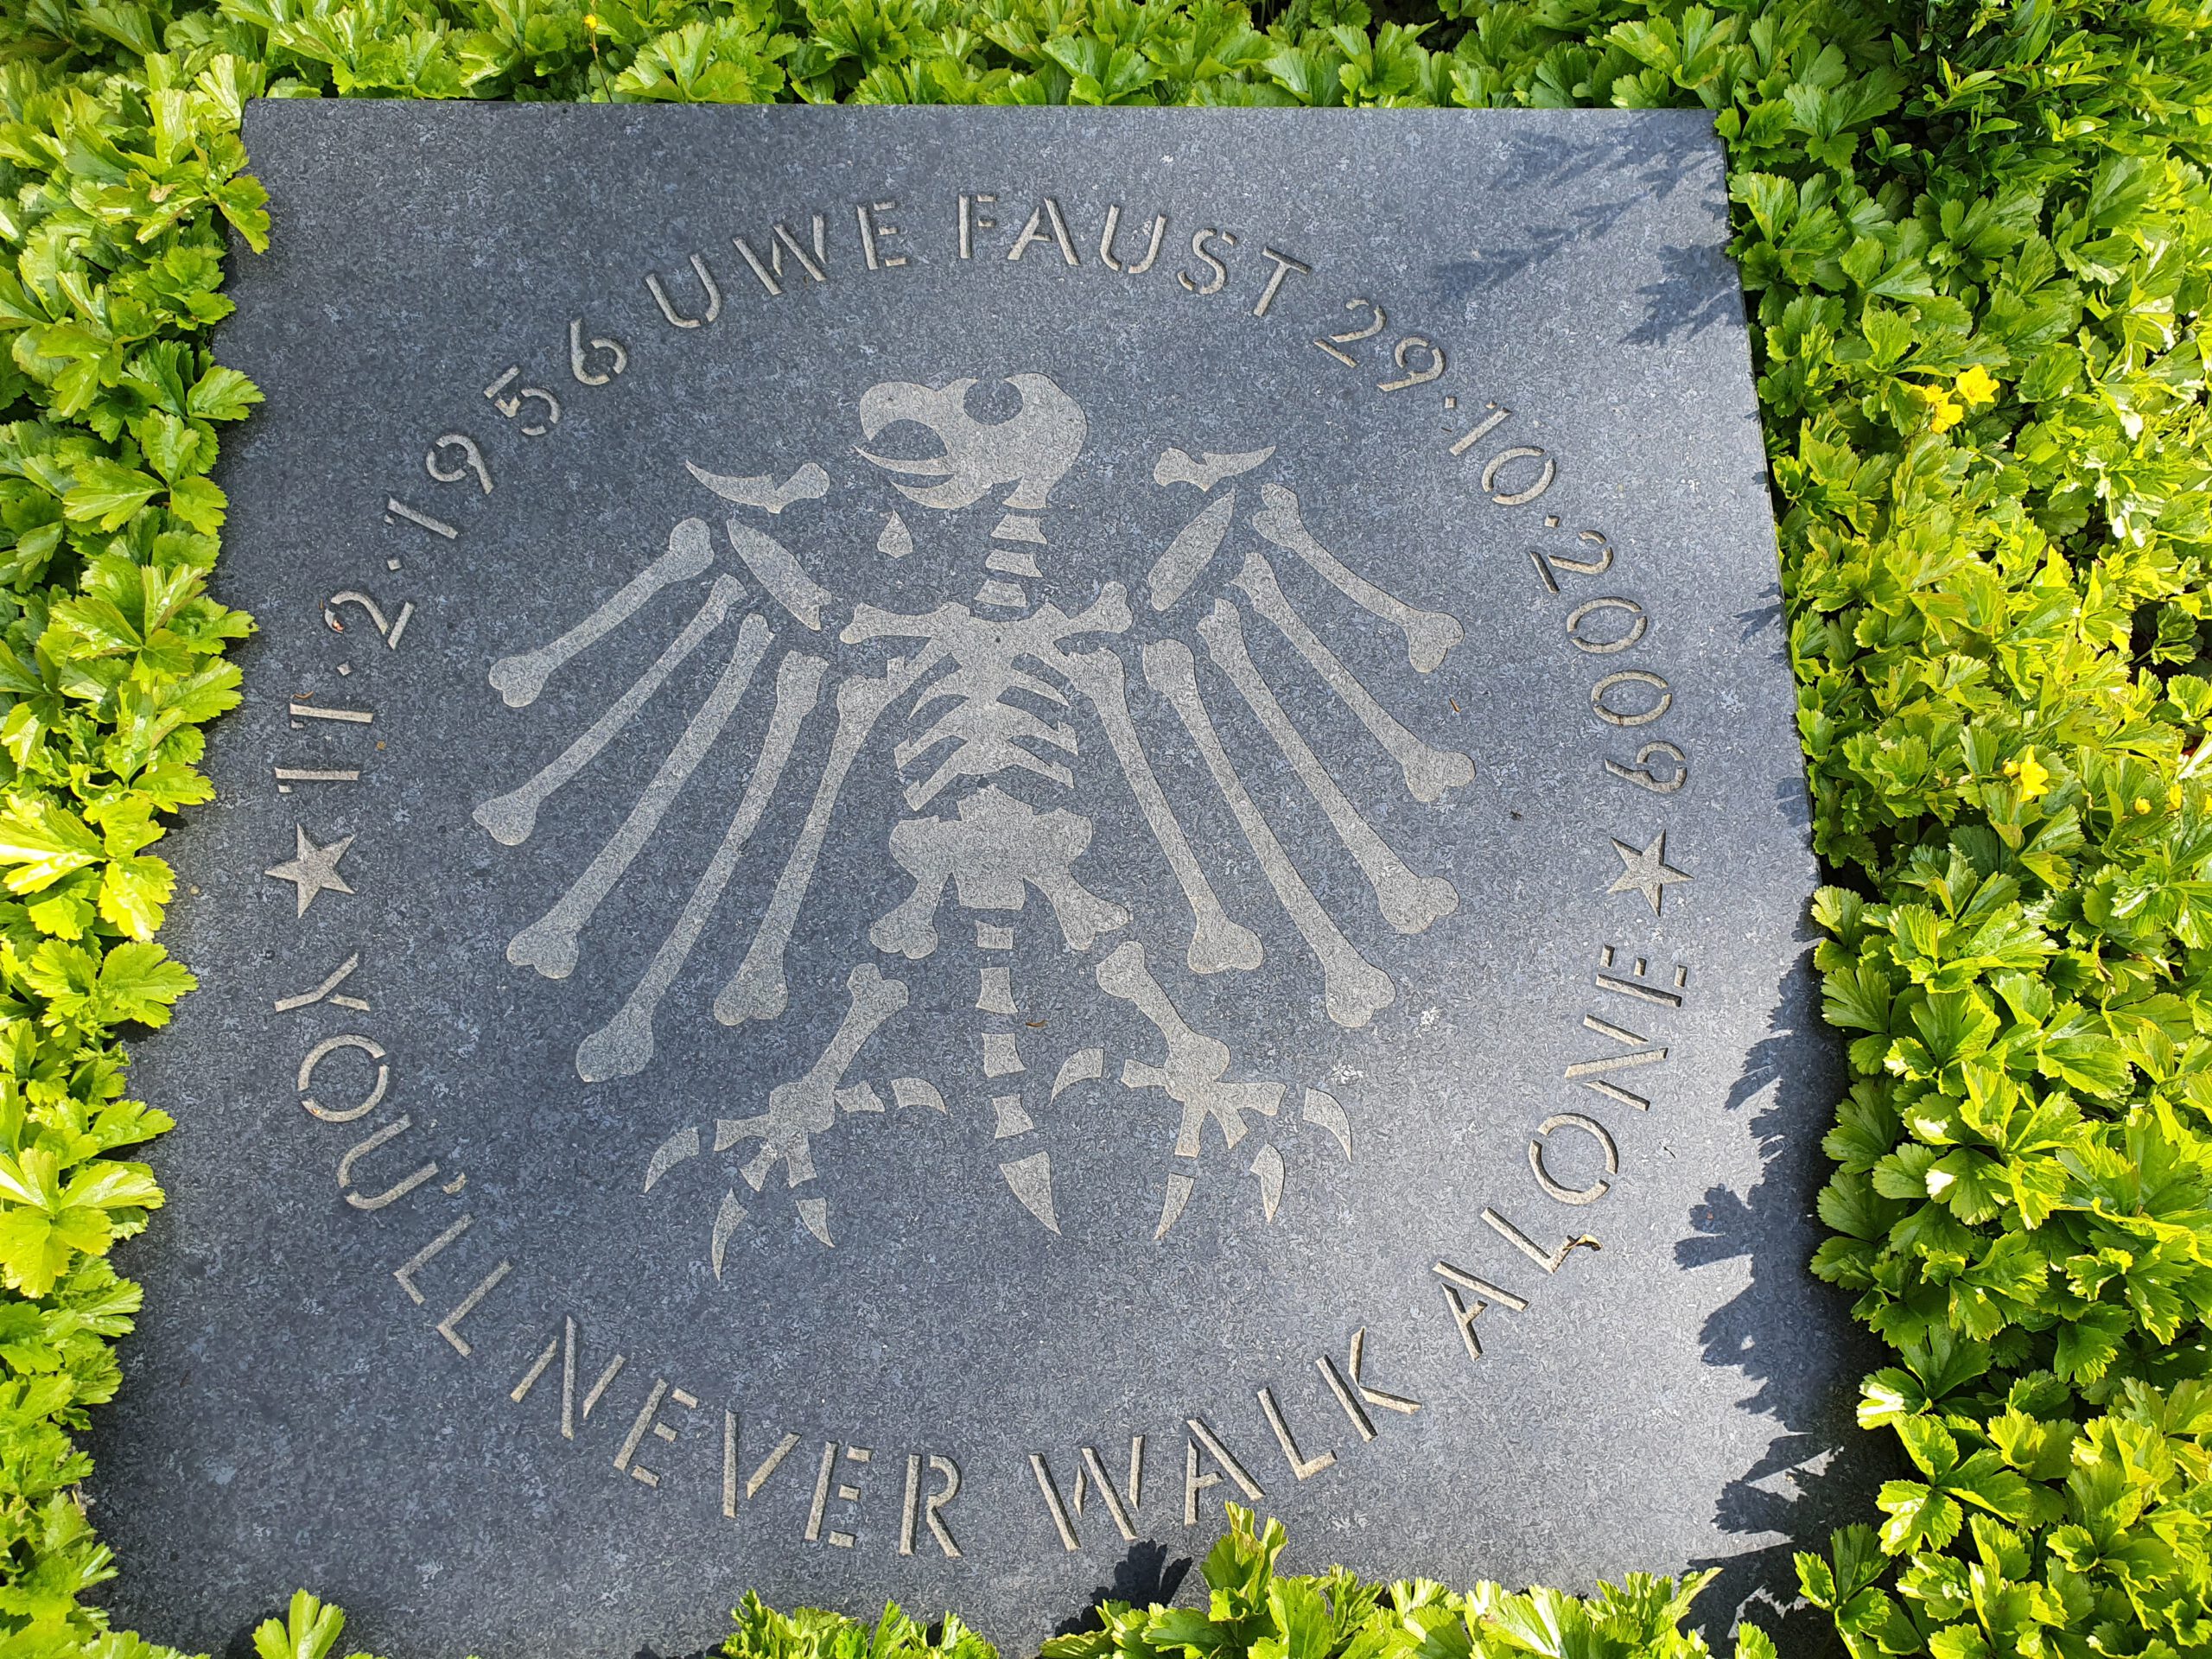 ★ 11.2.1956 UWE FAUST 29.10.2009 ★
YOU'LL NEVER WALK ALONE